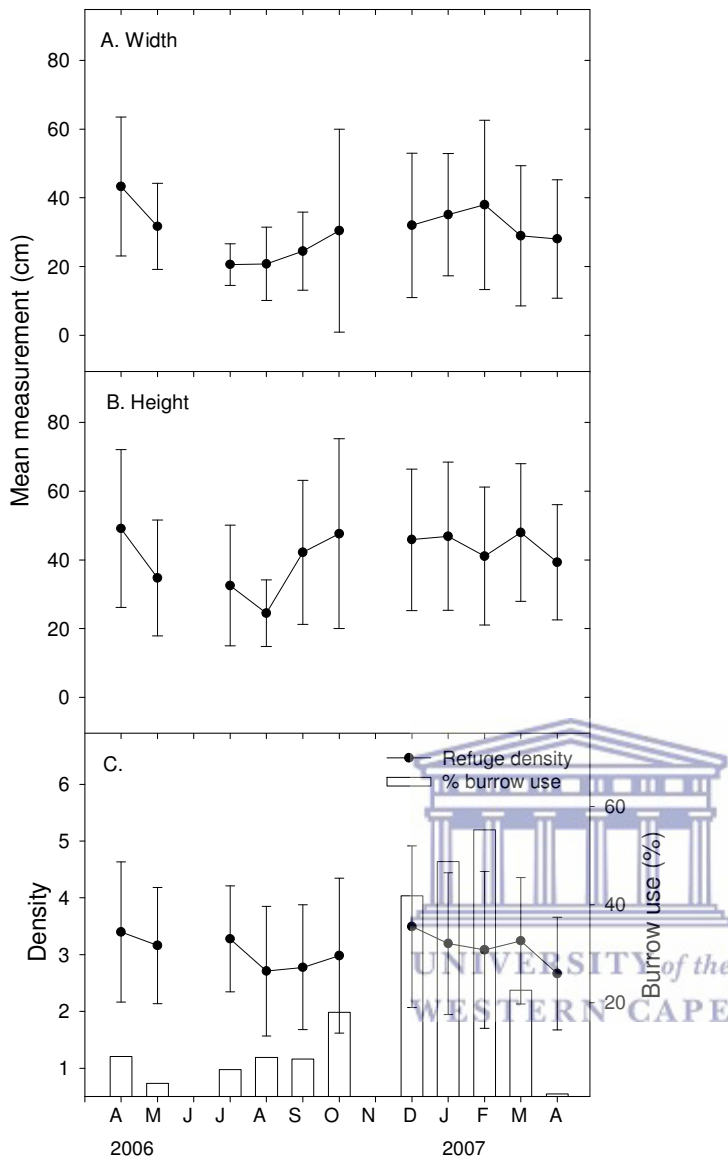 A. Width
80
60
40
20
0
Mean measurement (cm)
B. Height
80
60
40
20
0
C.
Refuge density
% burrow use
6
5
4
3
2
1
Density
60
40
20
Burrow use (%)
UNIVERSITY of the
WESTERN CAPE
A M J J A S O N D J F M A
2006 2007